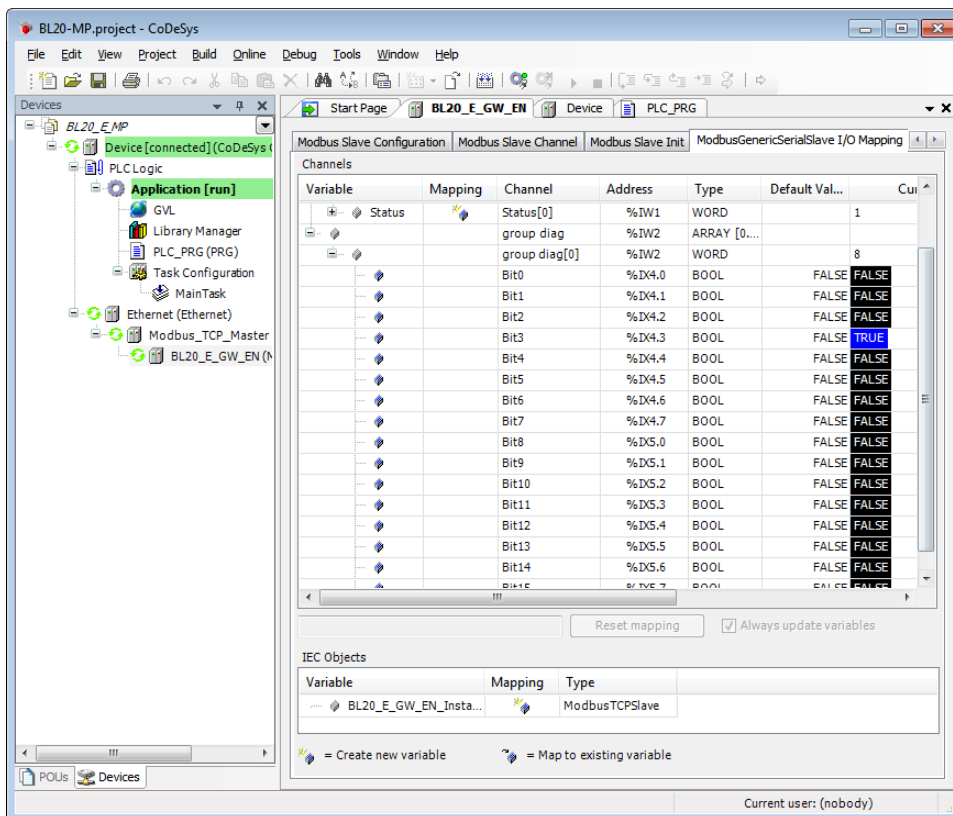 BL20-MP.project - CoDeSys
File Edit View Project Build Online Debug Tools Window Help
Devices
BL20_E_MP
Device [connected] (CoDeSys
PLC Logic
Application [run]
GVL
Library Manager
PLC_PRG (PRG)
Task Configuration
MainTask
Ethernet (Ethernet)
Modbus_TCP_Master
BL20_E_GW_EN (
POUs Devices
Start Page BL20_E_GW_EN Device PLC_PRG
Modbus Slave Configuration Modbus Slave Channel Modbus Slave Init ModbusGenericSerialSlave I/O Mapping
Channels
Variable Mapping Channel Address Type Default Val... Cur
Status Status[0] %IW1 WORD 1
group diag %IW2 ARRAY [0....
group diag[0] %IW2 WORD 8
Bit0 %IX4.0 BOOL FALSE FALSE
Bit1 %IX4.1 BOOL FALSE FALSE
Bit2 %IX4.2 BOOL FALSE FALSE
Bit3 %IX4.3 BOOL FALSE TRUE
Bit4 %IX4.4 BOOL FALSE FALSE
Bit5 %IX4.5 BOOL FALSE FALSE
Bit6 %IX4.6 BOOL FALSE FALSE
Bit7 %IX4.7 BOOL FALSE FALSE
Bit8 %IX5.0 BOOL FALSE FALSE
Bit9 %IX5.1 BOOL FALSE FALSE
Bit10 %IX5.2 BOOL FALSE FALSE
Bit11 %IX5.3 BOOL FALSE FALSE
Bit12 %IX5.4 BOOL FALSE FALSE
Bit13 %IX5.5 BOOL FALSE FALSE
Bit14 %IX5.6 BOOL FALSE FALSE
Bit15 %IX5.7 BOOL FALSE FALSE
Reset mapping Always update variables
IEC Objects
Variable Mapping Type
BL20_E_GW_EN_Insta... ModbusTCPSlave
= Create new variable = Map to existing variable
Current user: (nobody)